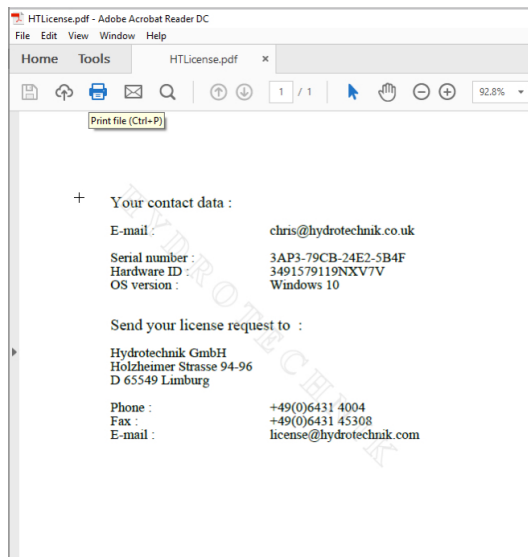 HTLicense.pdf - Adobe Acrobat Reader DC
File Edit View Window Help
Home Tools HTLicense.pdf ×
1 / 1 92.8%
Print file (Ctrl+P)
HYDROTECHNIK
Your contact data :
E-mail : chris@hydrotechnik.co.uk
Serial number : 3AP3-79CB-24E2-5B4F
Hardware ID : 3491579119NXV7V
OS version : Windows 10
Send your license request to :
Hydrotechnik GmbH
Holzheimer Strasse 94-96
D 65549 Limburg
Phone : +49(0)6431 4004
Fax : +49(0)6431 45308
E-mail : license@hydrotechnik.com